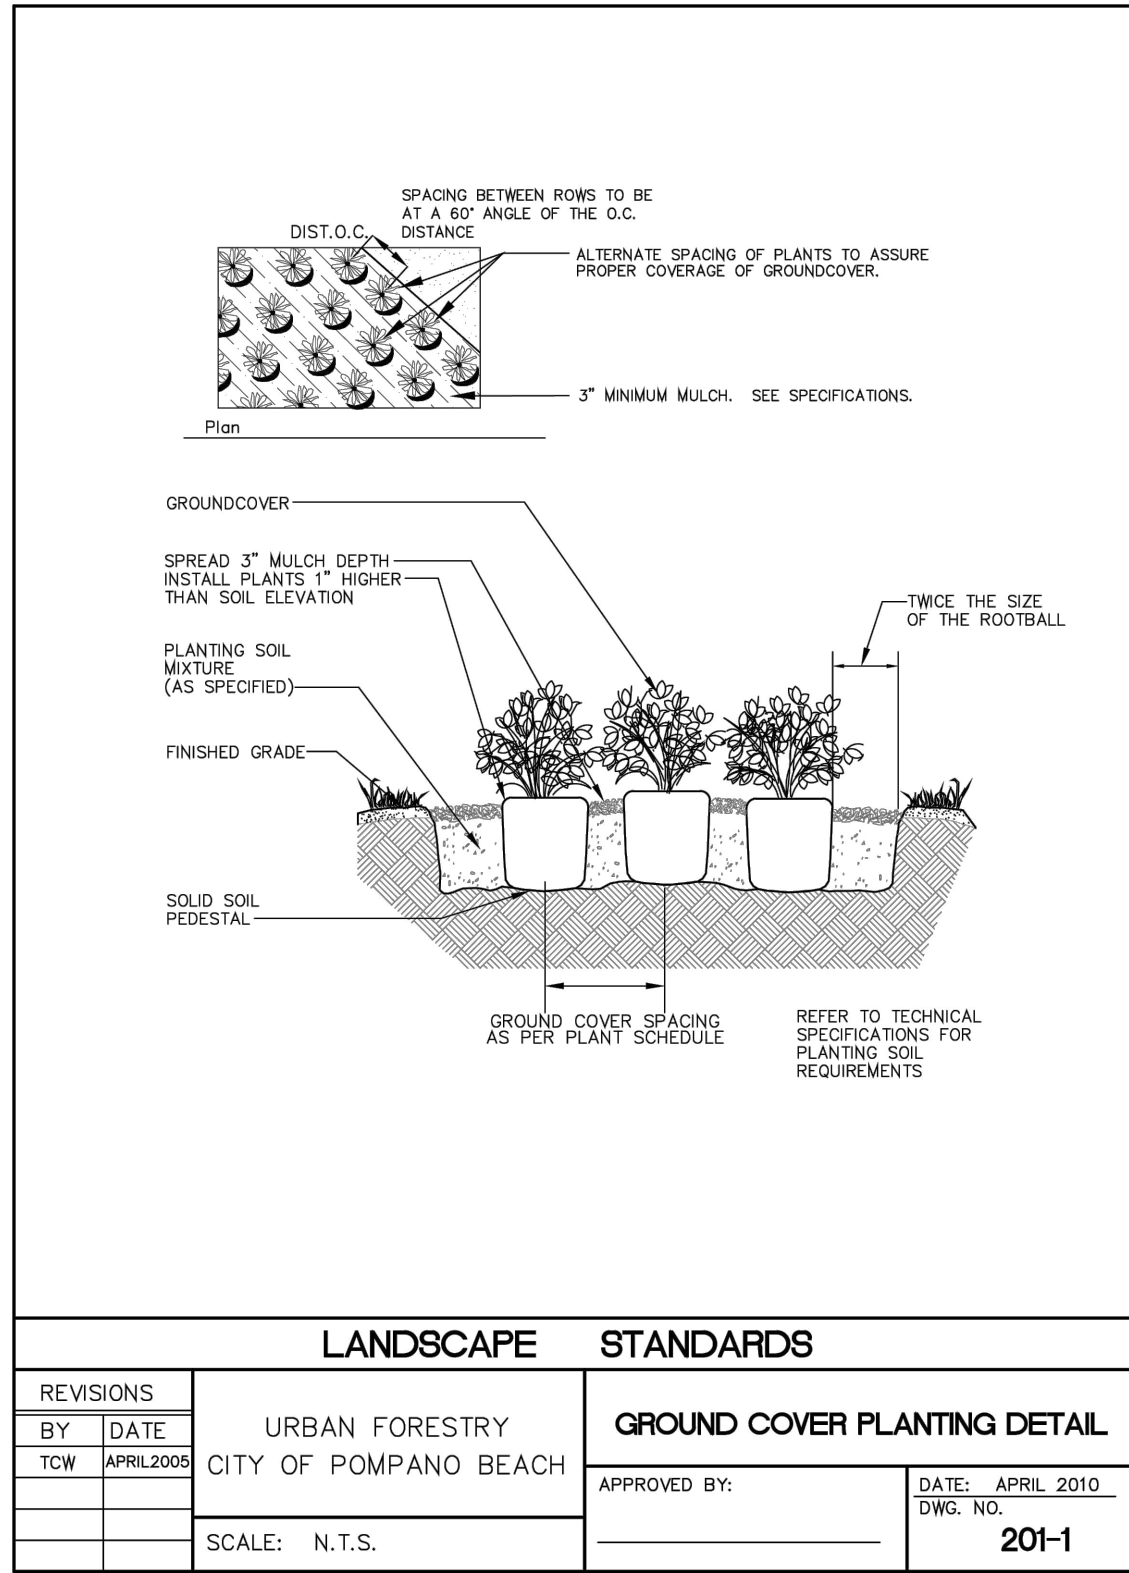 SPACING BETWEEN ROWS TO BE
AT A 60° ANGLE OF THE O.C.
DISTANCE
DIST.O.C.
ALTERNATE SPACING OF PLANTS TO ASSURE
PROPER COVERAGE OF GROUNDCOVER.
3" MINIMUM MULCH. SEE SPECIFICATIONS.
Plan
GROUNDCOVER
SPREAD 3" MULCH DEPTH
INSTALL PLANTS 1" HIGHER
THAN SOIL ELEVATION
TWICE THE SIZE
OF THE ROOTBALL
PLANTING SOIL
MIXTURE
(AS SPECIFIED)
FINISHED GRADE
SOLID SOIL
PEDESTAL
GROUND COVER SPACING
AS PER PLANT SCHEDULE
REFER TO TECHNICAL
SPECIFICATIONS FOR
PLANTING SOIL
REQUIREMENTS
LANDSCAPE STANDARDS
REVISIONS
BY DATE
TCW APRIL2005
URBAN FORESTRY
CITY OF POMPANO BEACH
SCALE: N.T.S.
GROUND COVER PLANTING DETAIL
APPROVED BY:
DATE: APRIL 2010
DWG. NO.
201-1